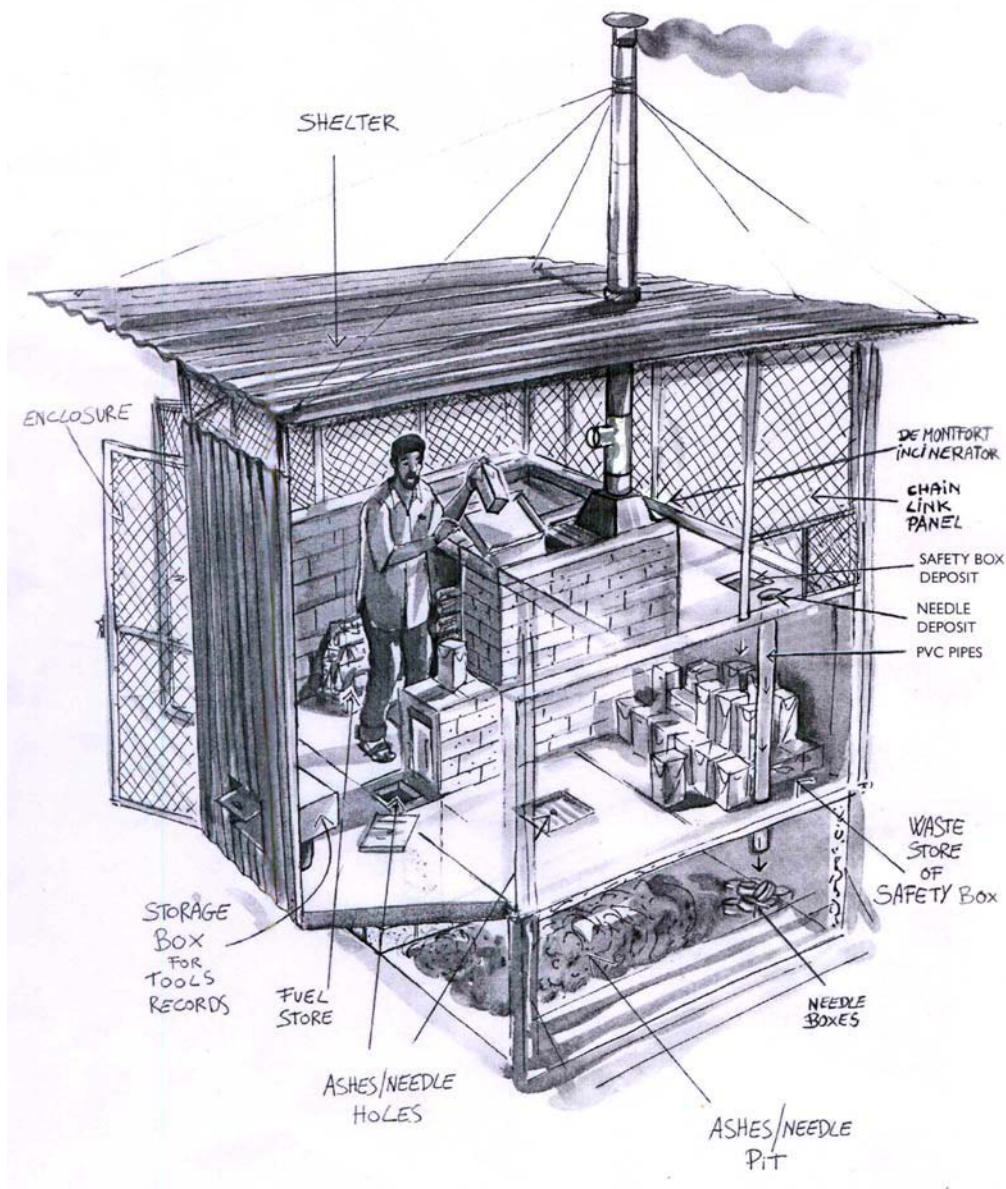 SHELTER
ENCLOSURE
DE MONTFORT
INCINERATOR
CHAIN
LINK
PANEL
SAFETY BOX
DEPOSIT
NEEDLE
DEPOSIT
PVC PIPES
WASTE
STORE
OF
SAFETY BOX
STORAGE
BOX
FOR
TOOLS
RECORDS
FUEL
STORE
NEEDLE
BOXES
ASHES/NEEDLE
HOLES
ASHES/NEEDLE
PIT